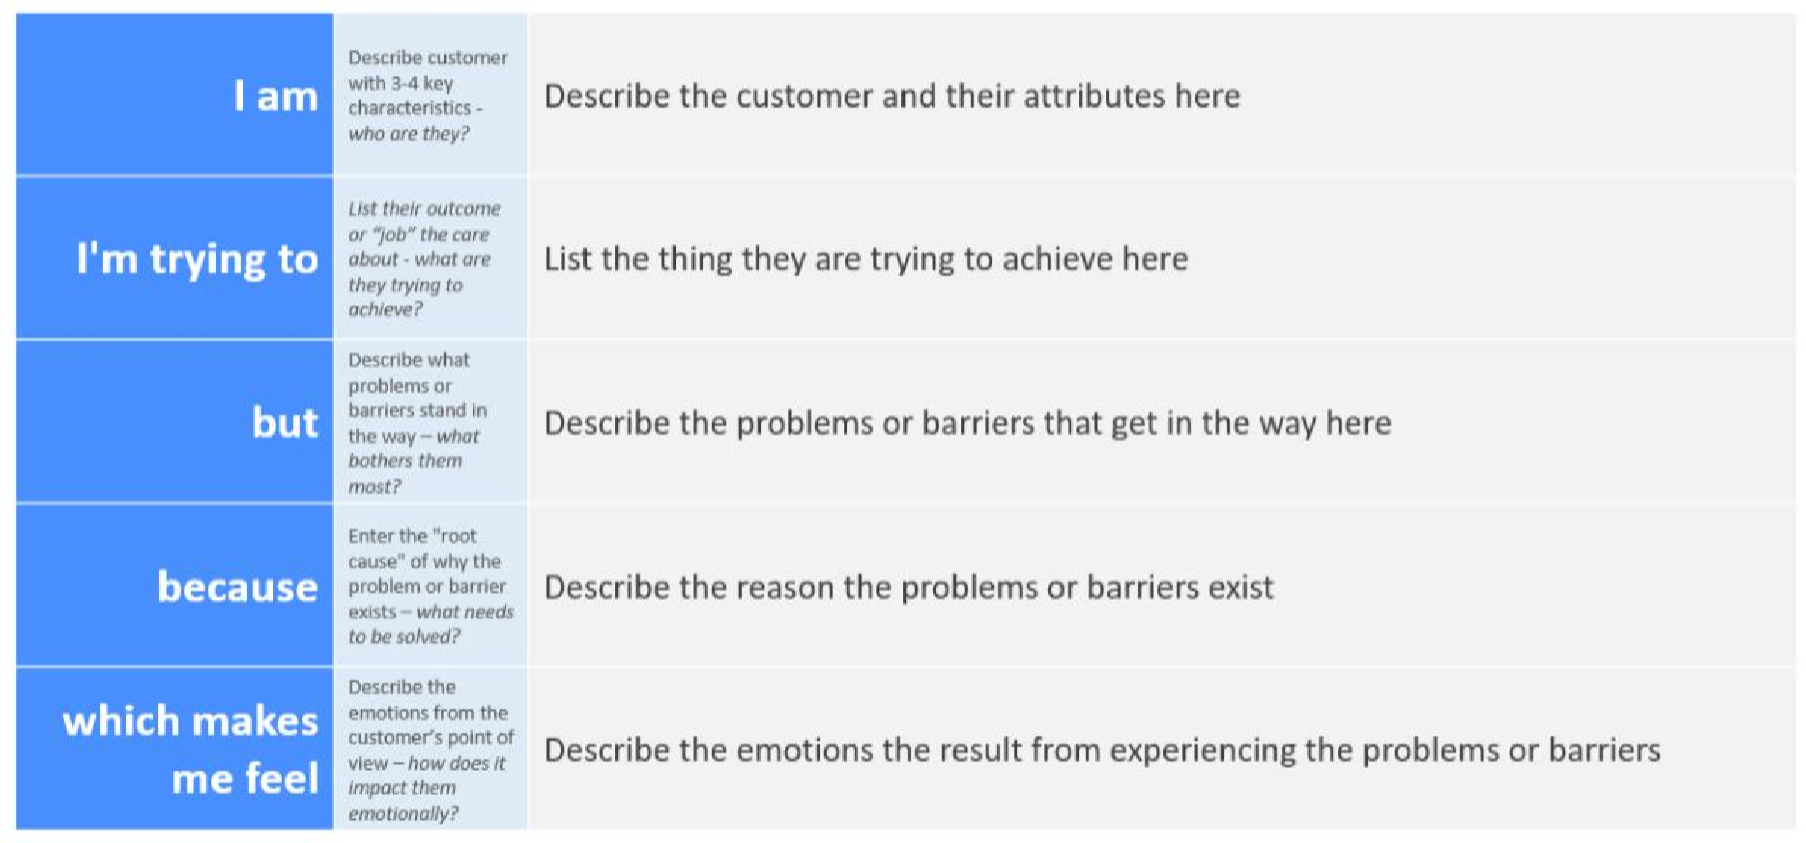 I am
Describe customer
with 3-4 key
characteristics -
who are they?
Describe the customer and their attributes here
I'm trying to
List their outcome
or “job” the care
about - what are
they trying to
achieve?
List the thing they are trying to achieve here
but
Describe what
problems or
barriers stand in
the way – what
bothers them
most?
Describe the problems or barriers that get in the way here
because
Enter the "root
cause" of why the
problem or barrier
exists – what needs
to be solved?
Describe the reason the problems or barriers exist
which makes
me feel
Describe the
emotions from the
customer's point of
view – how does it
impact them
emotionally?
Describe the emotions the result from experiencing the problems or barriers